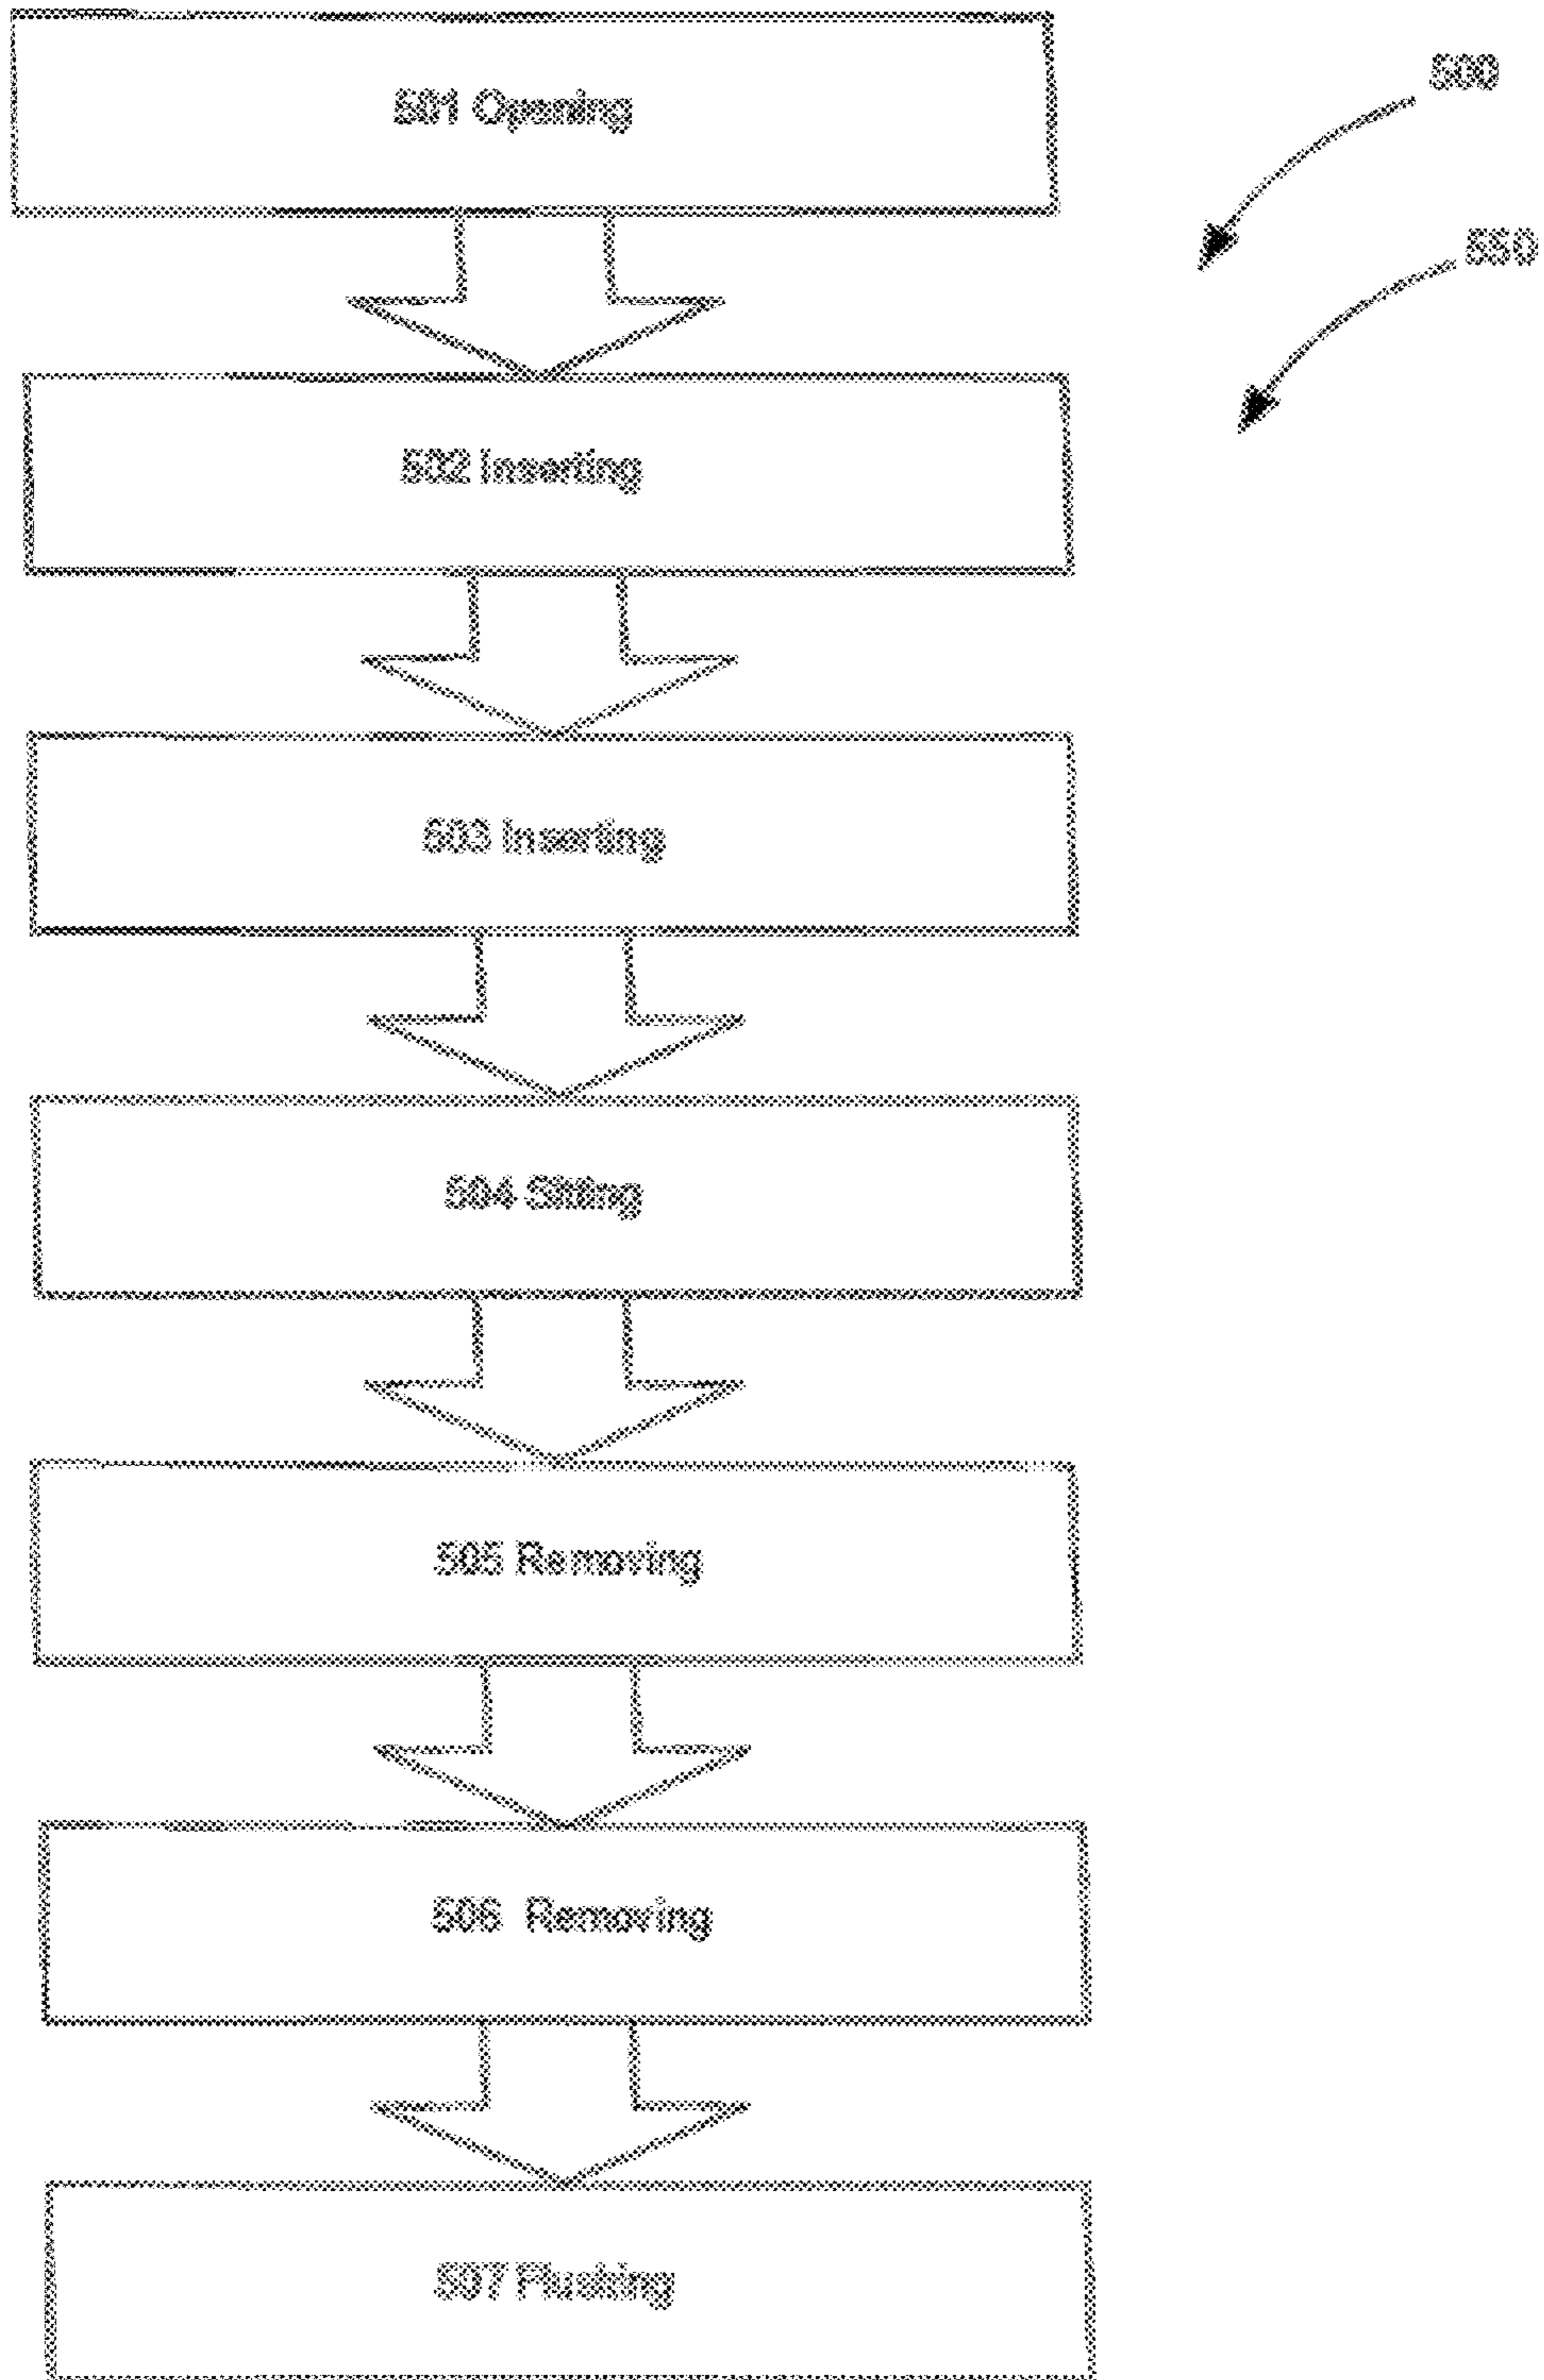 501 Opening
500
550
502 Inserting
503 Inserting
504 Sitting
505 Removing
506 Removing
507 Flushing